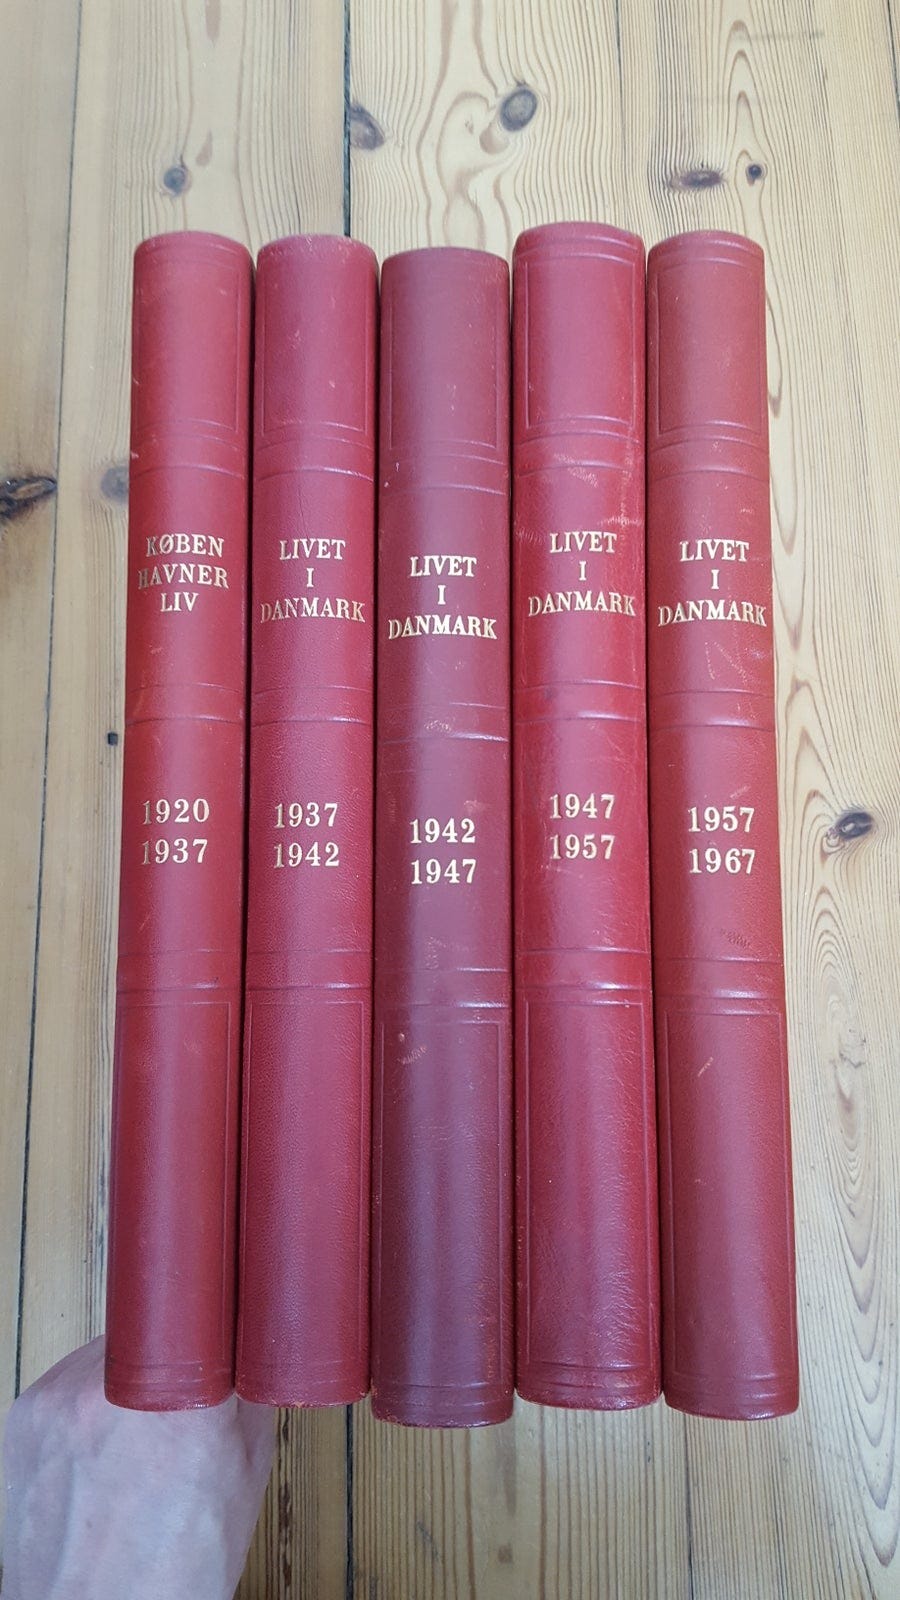 KØBEN
HAVNER
LIV
1920
1937
LIVET
I
DANMARK
1937
1942
LIVET
I
DANMARK
1942
1947
LIVET
I
DANMARK
1947
1957
LIVET
I
DANMARK
1957
1967